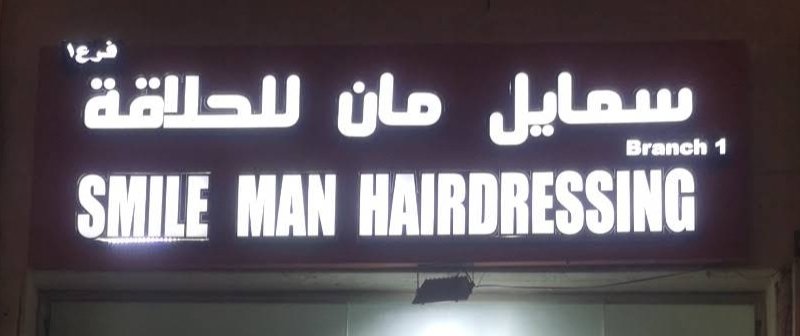 فرع ١
سمايل مان للحلاقة
Branch 1
SMILE MAN HAIRDRESSING